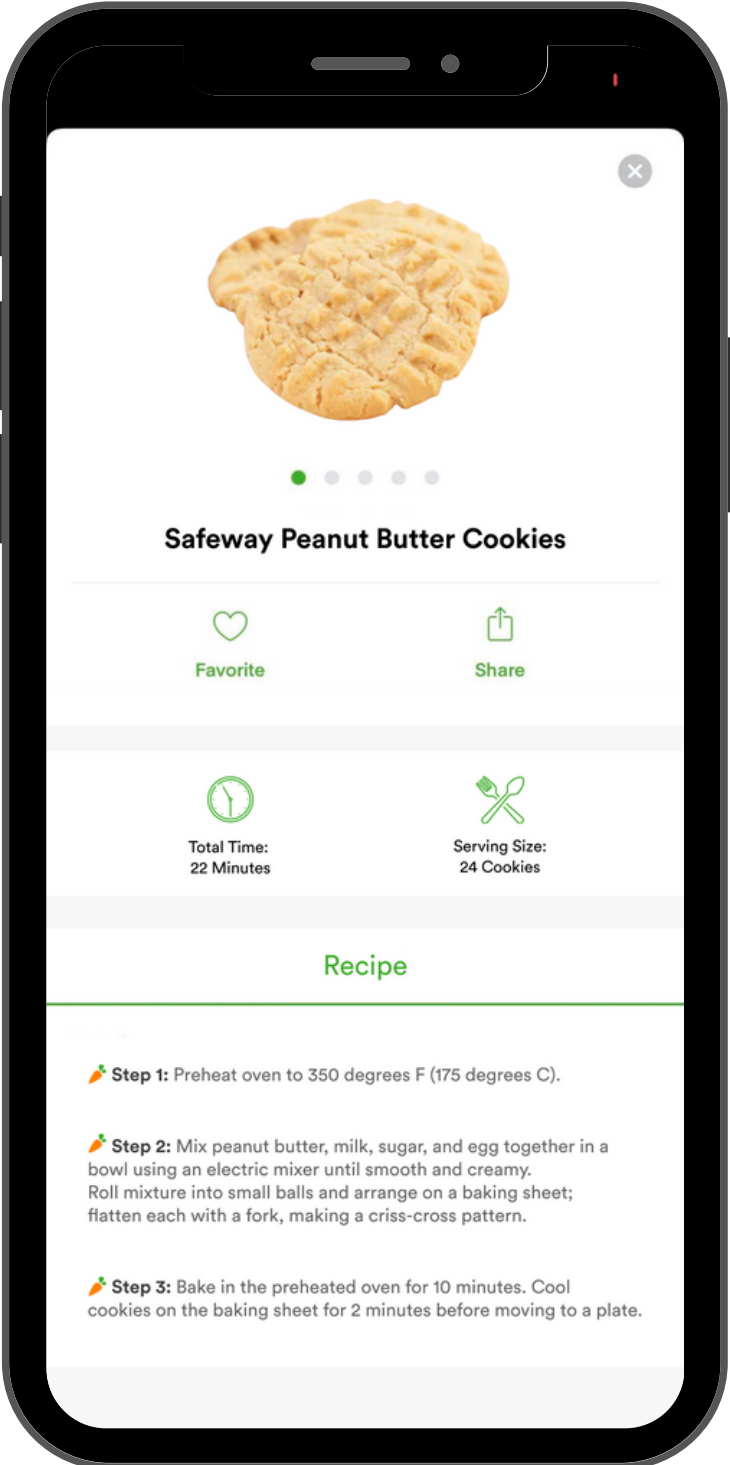 Safeway Peanut Butter Cookies
Favorite
Share
Total Time:
22 Minutes
Serving Size:
24 Cookies
Recipe
Step 1: Preheat oven to 350 degrees F (175 degrees C).
Step 2: Mix peanut butter, milk, sugar, and egg together in a
bowl using an electric mixer until smooth and creamy.
Roll mixture into small balls and arrange on a baking sheet;
flatten each with a fork, making a criss-cross pattern.
Step 3: Bake in the preheated oven for 10 minutes. Cool
cookies on the baking sheet for 2 minutes before moving to a plate.